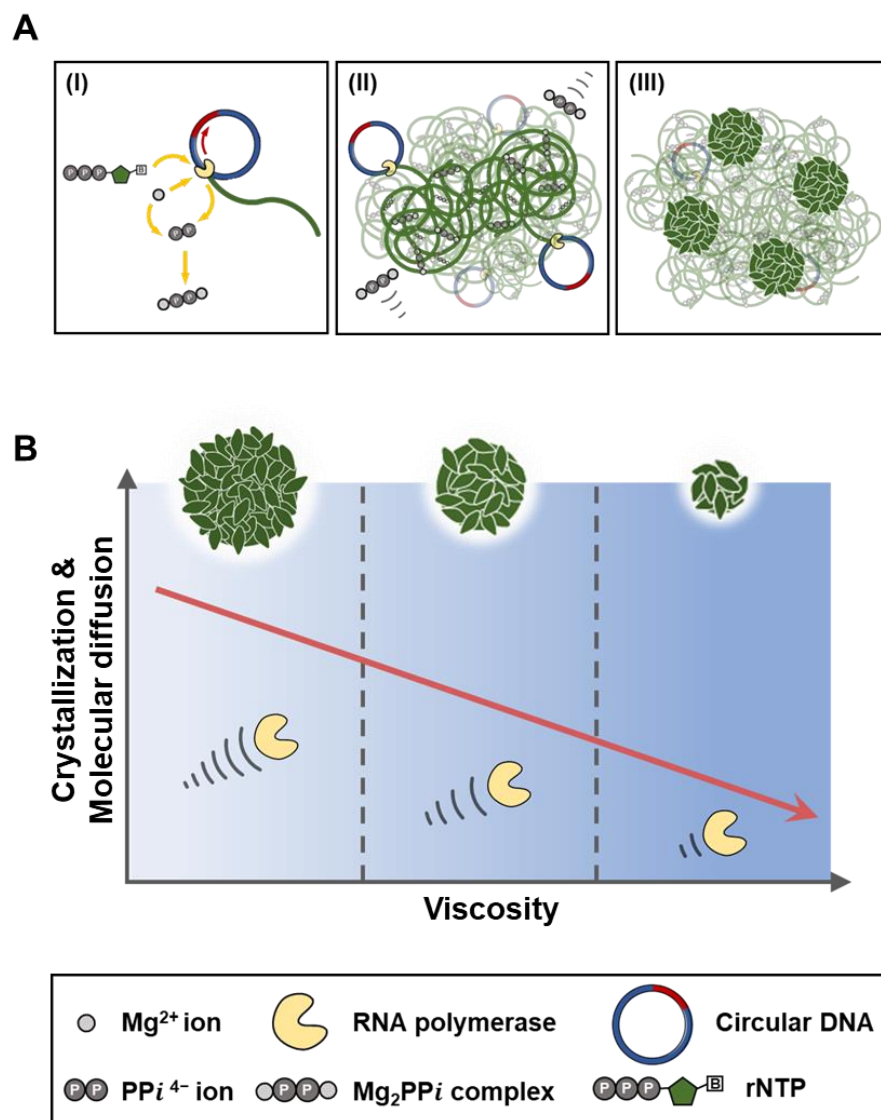 A
(I)
(II)
(III)
P P P B
P P
P P
P P
P P
B
Crystallization &
Molecular diffusion
Viscosity
Mg²⁺ ion
RNA polymerase
Circular DNA
P P PPi⁴⁻ ion
P P Mg₂PPi complex
P P P B rNTP